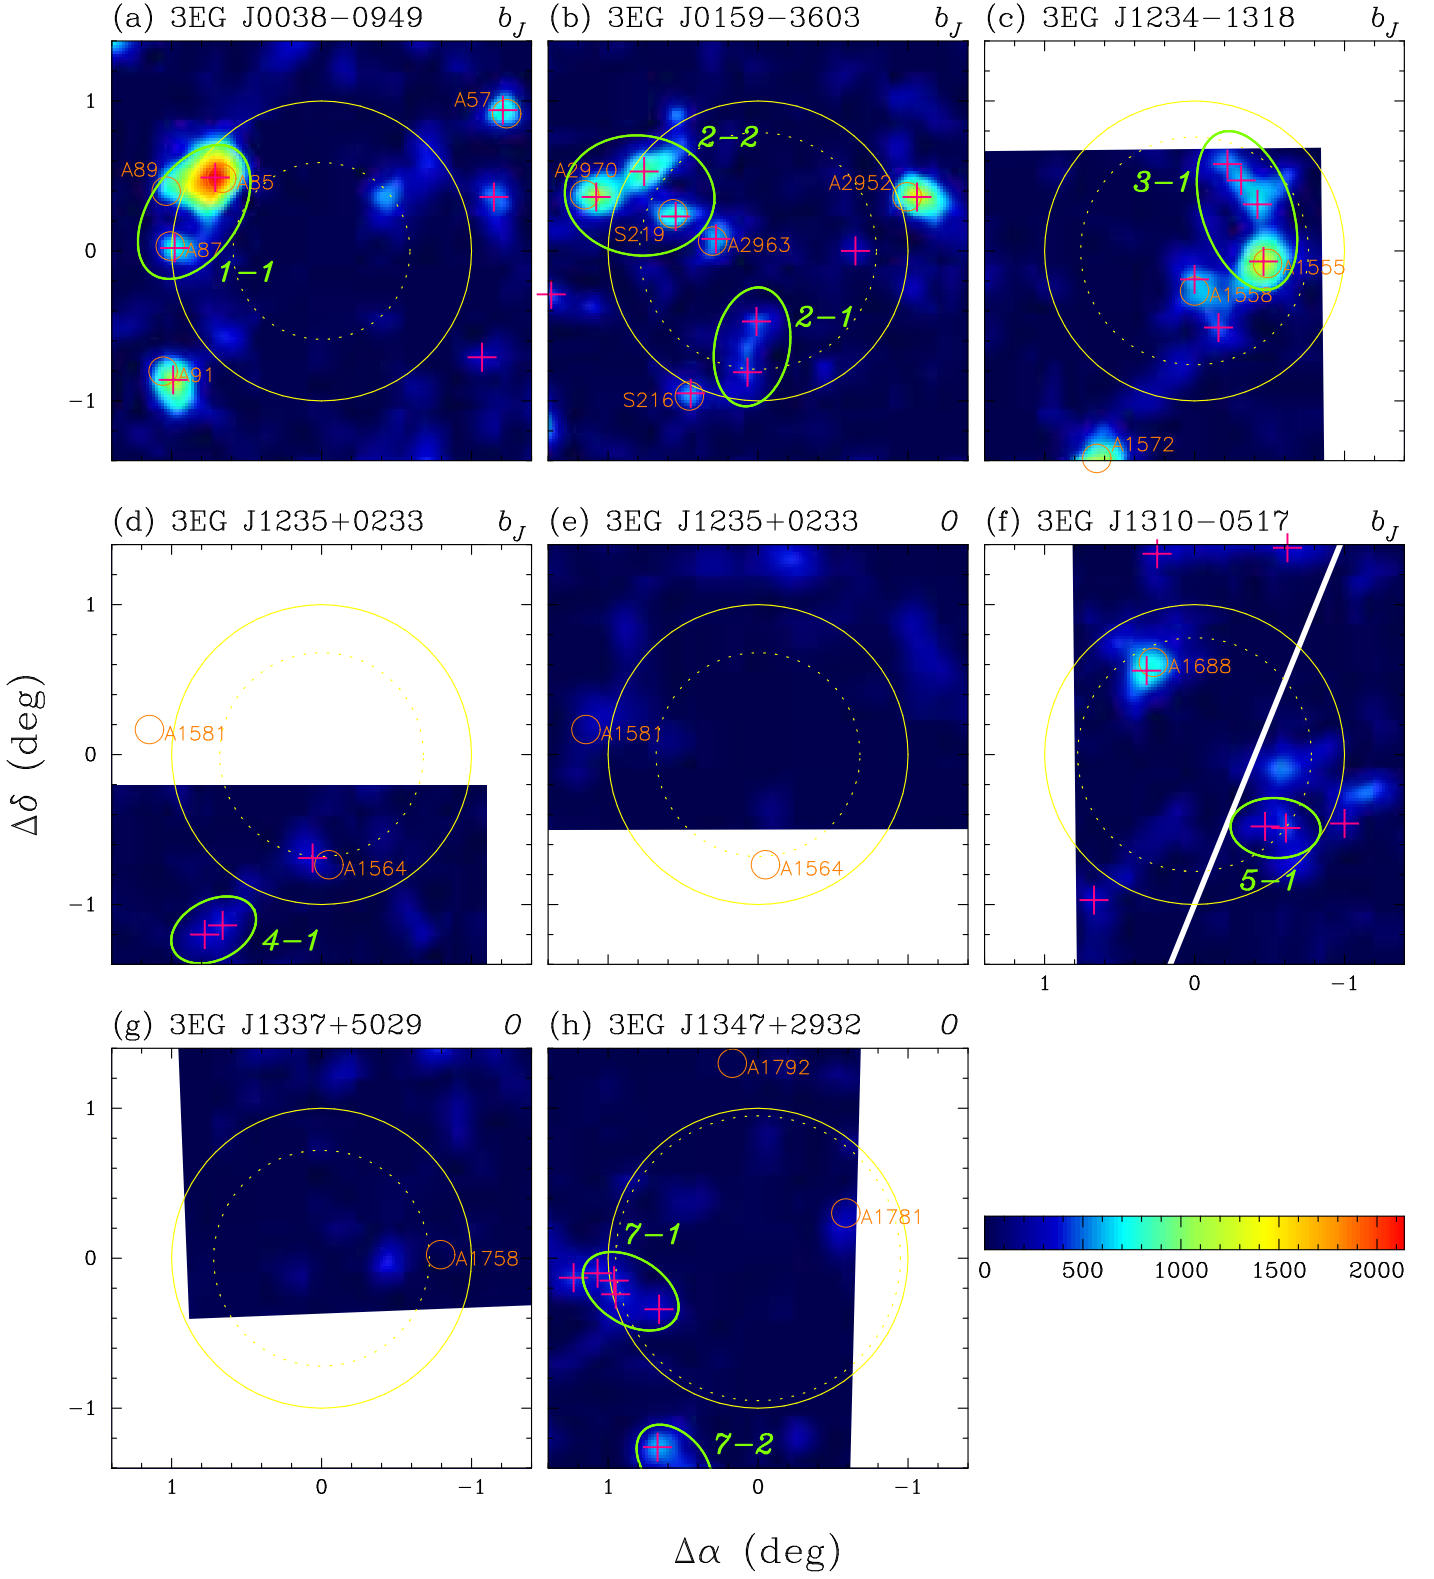 (a) 3EG J0038−0949 bJ
(b) 3EG J0159−3603 bJ
(c) 3EG J1234−1318 bJ
1
0
−1
A57
A89
A85
A87
1−1
A91
2−2
A2970
A2952
S219
A2963
2−1
S216
3−1
A1555
A1558
A1572
(d) 3EG J1235+0233 bJ
(e) 3EG J1235+0233 O
(f) 3EG J1310−0517 bJ
Δδ (deg)
1
0
−1
A1581
A1564
4−1
A1581
A1564
A1688
5−1
1 0 −1
(g) 3EG J1337+5029 O
(h) 3EG J1347+2932 O
1
0
−1
A1758
A1792
A1781
7−1
7−2
1 0 −1
1 0 −1
0 500 1000 1500 2000
Δα (deg)